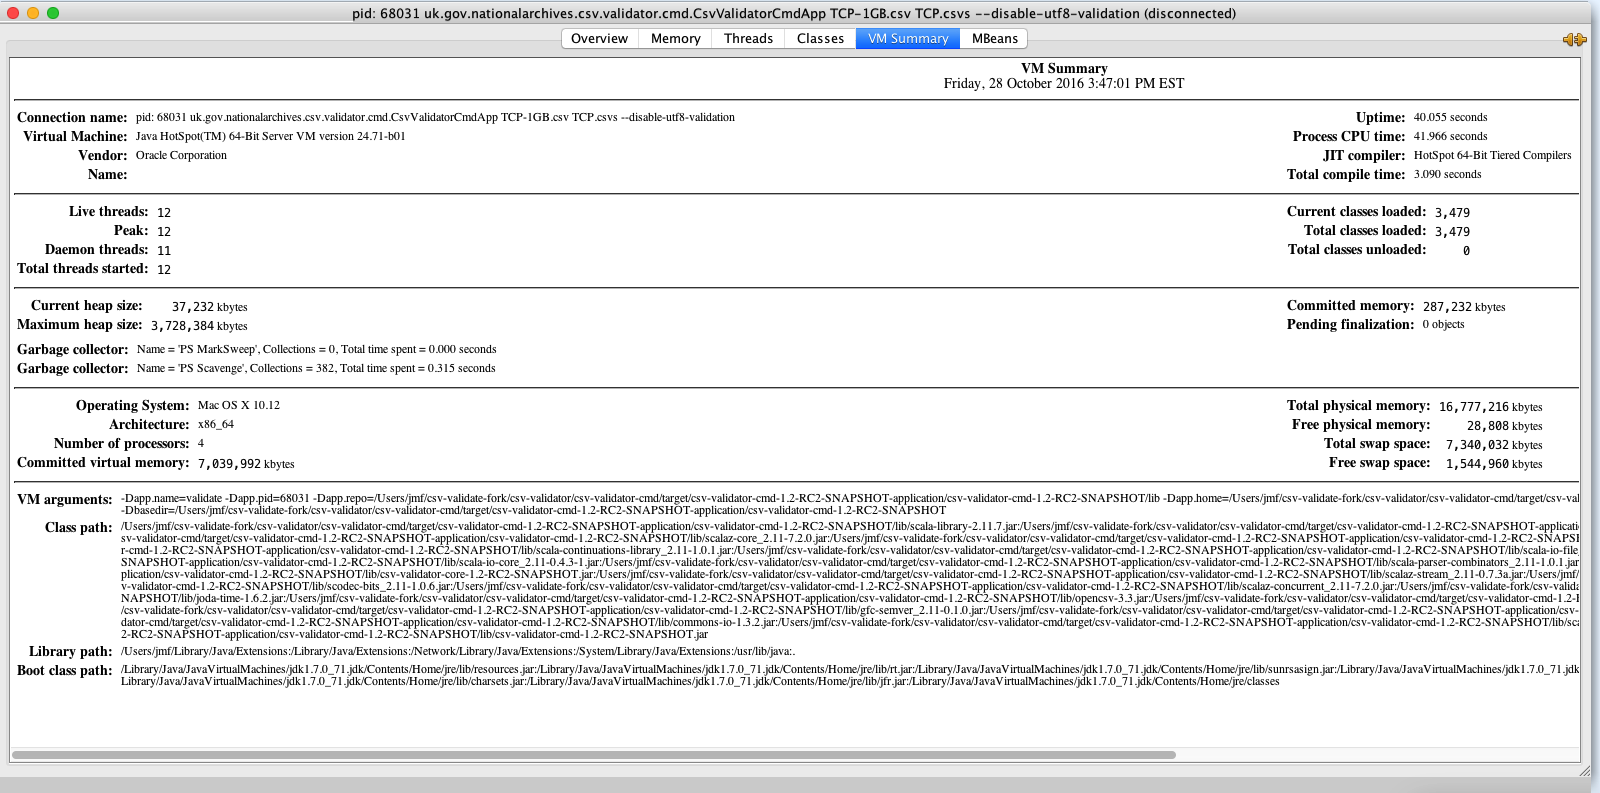 pid: 68031 uk.gov.nationalarchives.csv.validator.cmd.CsvValidatorCmdApp TCP-1GB.csv TCP.csvs --disable-utf8-validation (disconnected)
Overview Memory Threads Classes VM Summary MBeans
VM Summary
Friday, 28 October 2016 3:47:01 PM EST
Connection name: pid: 68031 uk.gov.nationalarchives.csv.validator.cmd.CsvValidatorCmdApp TCP-1GB.csv TCP.csvs --disable-utf8-validation
Virtual Machine: Java HotSpot(TM) 64-Bit Server VM version 24.71-b01
Vendor: Oracle Corporation
Name:
Uptime: 40.055 seconds
Process CPU time: 41.966 seconds
JIT compiler: HotSpot 64-Bit Tiered Compilers
Total compile time: 3.090 seconds
Live threads: 12
Peak: 12
Daemon threads: 11
Total threads started: 12
Current classes loaded: 3,479
Total classes loaded: 3,479
Total classes unloaded: 0
Current heap size: 37,232 kbytes
Maximum heap size: 3,728,384 kbytes
Committed memory: 287,232 kbytes
Pending finalization: 0 objects
Garbage collector: Name = 'PS MarkSweep', Collections = 0, Total time spent = 0.000 seconds
Garbage collector: Name = 'PS Scavenge', Collections = 382, Total time spent = 0.315 seconds
Operating System: Mac OS X 10.12
Architecture: x86_64
Number of processors: 4
Committed virtual memory: 7,039,992 kbytes
Total physical memory: 16,777,216 kbytes
Free physical memory: 28,808 kbytes
Total swap space: 7,340,032 kbytes
Free swap space: 1,544,960 kbytes
VM arguments: -Dapp.name=validate -Dapp.pid=68031 -Dapp.repo=/Users/jmf/csv-validate-fork/csv-validator/csv-validator-cmd/target/csv-validator-cmd-1.2-RC2-SNAPSHOT-application/csv-validator-cmd-1.2-RC2-SNAPSHOT/lib -Dapp.home=/Users/jmf/csv-validate-fork/csv-validator/csv-validator-cmd/target/csv-va
-Dbasedir=/Users/jmf/csv-validate-fork/csv-validator/csv-validator-cmd/target/csv-validator-cmd-1.2-RC2-SNAPSHOT-application/csv-validator-cmd-1.2-RC2-SNAPSHOT
Class path: /Users/jmf/csv-validate-fork/csv-validator/csv-validator-cmd/target/csv-validator-cmd-1.2-RC2-SNAPSHOT-application/csv-validator-cmd-1.2-RC2-SNAPSHOT/lib/scala-library-2.11.7.jar:/Users/jmf/csv-validate-fork/csv-validator/csv-validator-cmd/target/csv-validator-cmd-1.2-RC2-SNAPSHOT-applicati
sv-validator-cmd/target/csv-validator-cmd-1.2-RC2-SNAPSHOT-application/csv-validator-cmd-1.2-RC2-SNAPSHOT/lib/scalaz-core_2.11-7.2.0.jar:/Users/jmf/csv-validate-fork/csv-validator/csv-validator-cmd/target/csv-validator-cmd-1.2-RC2-SNAPSHOT-application/csv-validator-cmd-1.2-RC2-SNAPS
r-cmd-1.2-RC2-SNAPSHOT-application/csv-validator-cmd-1.2-RC2-SNAPSHOT/lib/scala-continuations-library_2.11-1.0.1.jar:/Users/jmf/csv-validate-fork/csv-validator/csv-validator-cmd/target/csv-validator-cmd-1.2-RC2-SNAPSHOT-application/csv-validator-cmd-1.2-RC2-SNAPSHOT/lib/scala-io-file
SNAPSHOT-application/csv-validator-cmd-1.2-RC2-SNAPSHOT/lib/scala-io-core_2.11-0.4.3-1.jar:/Users/jmf/csv-validate-fork/csv-validator/csv-validator-cmd/target/csv-validator-cmd-1.2-RC2-SNAPSHOT-application/csv-validator-cmd-1.2-RC2-SNAPSHOT/lib/scala-parser-combinators_2.11-1.0.1.jar
plication/csv-validator-cmd-1.2-RC2-SNAPSHOT/lib/csv-validator-core-1.2-RC2-SNAPSHOT.jar:/Users/jmf/csv-validate-fork/csv-validator/csv-validator-cmd/target/csv-validator-cmd-1.2-RC2-SNAPSHOT-application/csv-validator-cmd-1.2-RC2-SNAPSHOT/lib/scalaz-stream_2.11-0.7.3a.jar:/Users/jmf/
v-validator-cmd-1.2-RC2-SNAPSHOT/lib/scodec-bits_2.11-1.0.6.jar:/Users/jmf/csv-validate-fork/csv-validator/csv-validator-cmd/target/csv-validator-cmd-1.2-RC2-SNAPSHOT-application/csv-validator-cmd-1.2-RC2-SNAPSHOT/lib/scalaz-concurrent_2.11-7.2.0.jar:/Users/jmf/csv-validate-fork/csv-valida
NAPSHOT/lib/joda-time-1.6.2.jar:/Users/jmf/csv-validate-fork/csv-validator/csv-validator-cmd/target/csv-validator-cmd-1.2-RC2-SNAPSHOT-application/csv-validator-cmd-1.2-RC2-SNAPSHOT/lib/opencsv-3.3.jar:/Users/jmf/csv-validate-fork/csv-validator/csv-validator-cmd/target/csv-validator-cmd-1.2-
/csv-validate-fork/csv-validator/csv-validator-cmd/target/csv-validator-cmd-1.2-RC2-SNAPSHOT-application/csv-validator-cmd-1.2-RC2-SNAPSHOT/lib/gfc-semver_2.11-0.1.0.jar:/Users/jmf/csv-validate-fork/csv-validator/csv-validator-cmd/target/csv-validator-cmd-1.2-RC2-SNAPSHOT-application/csv-
dator-cmd/target/csv-validator-cmd-1.2-RC2-SNAPSHOT-application/csv-validator-cmd-1.2-RC2-SNAPSHOT/lib/commons-io-1.3.2.jar:/Users/jmf/csv-validate-fork/csv-validator/csv-validator-cmd/target/csv-validator-cmd-1.2-RC2-SNAPSHOT-application/csv-validator-cmd-1.2-RC2-SNAPSHOT/lib/sc
2-RC2-SNAPSHOT-application/csv-validator-cmd-1.2-RC2-SNAPSHOT/lib/csv-validator-cmd-1.2-RC2-SNAPSHOT.jar
Library path: /Users/jmf/Library/Java/Extensions:/Library/Java/Extensions:/Network/Library/Java/Extensions:/System/Library/Java/Extensions:/usr/lib/java:.
Boot class path: /Library/Java/JavaVirtualMachines/jdk1.7.0_71.jdk/Contents/Home/jre/lib/resources.jar:/Library/Java/JavaVirtualMachines/jdk1.7.0_71.jdk/Contents/Home/jre/lib/rt.jar:/Library/Java/JavaVirtualMachines/jdk1.7.0_71.jdk/Contents/Home/jre/lib/sunrsasign.jar:/Library/Java/JavaVirtualMachines/jdk1.7.0_71.jdk
Library/Java/JavaVirtualMachines/jdk1.7.0_71.jdk/Contents/Home/jre/lib/charsets.jar:/Library/Java/JavaVirtualMachines/jdk1.7.0_71.jdk/Contents/Home/jre/lib/jfr.jar:/Library/Java/JavaVirtualMachines/jdk1.7.0_71.jdk/Contents/Home/jre/classes